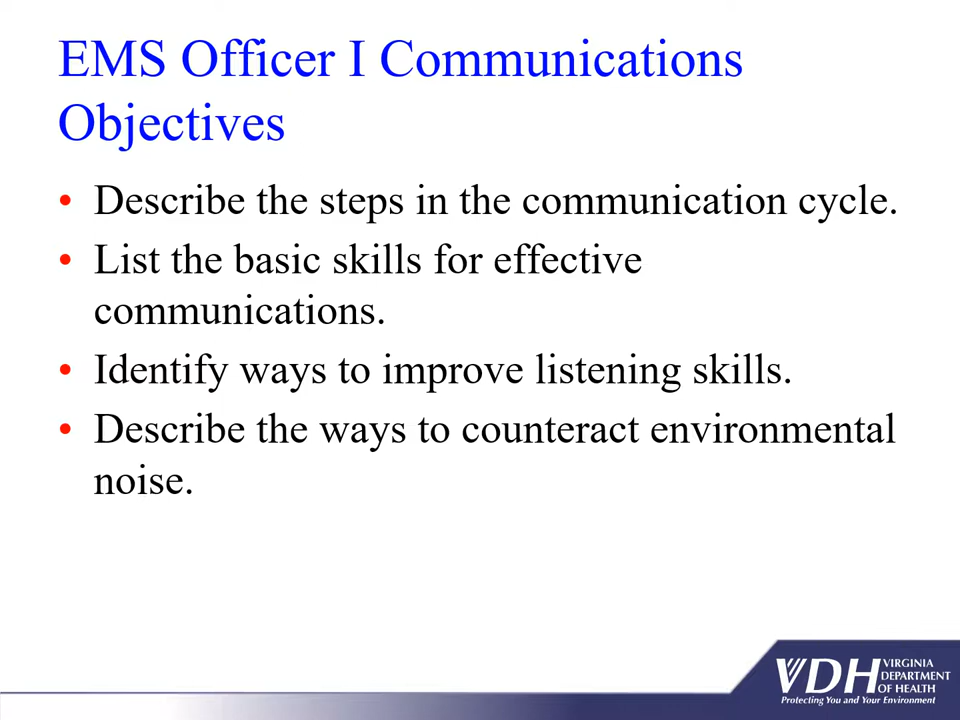 EMS Officer I Communications
Objectives
• Describe the steps in the communication cycle.
• List the basic skills for effective
communications.
• Identify ways to improve listening skills.
• Describe the ways to counteract environmental
noise.
VDH VIRGINIA
DEPARTMENT
OF HEALTH
Protecting You and Your Environment